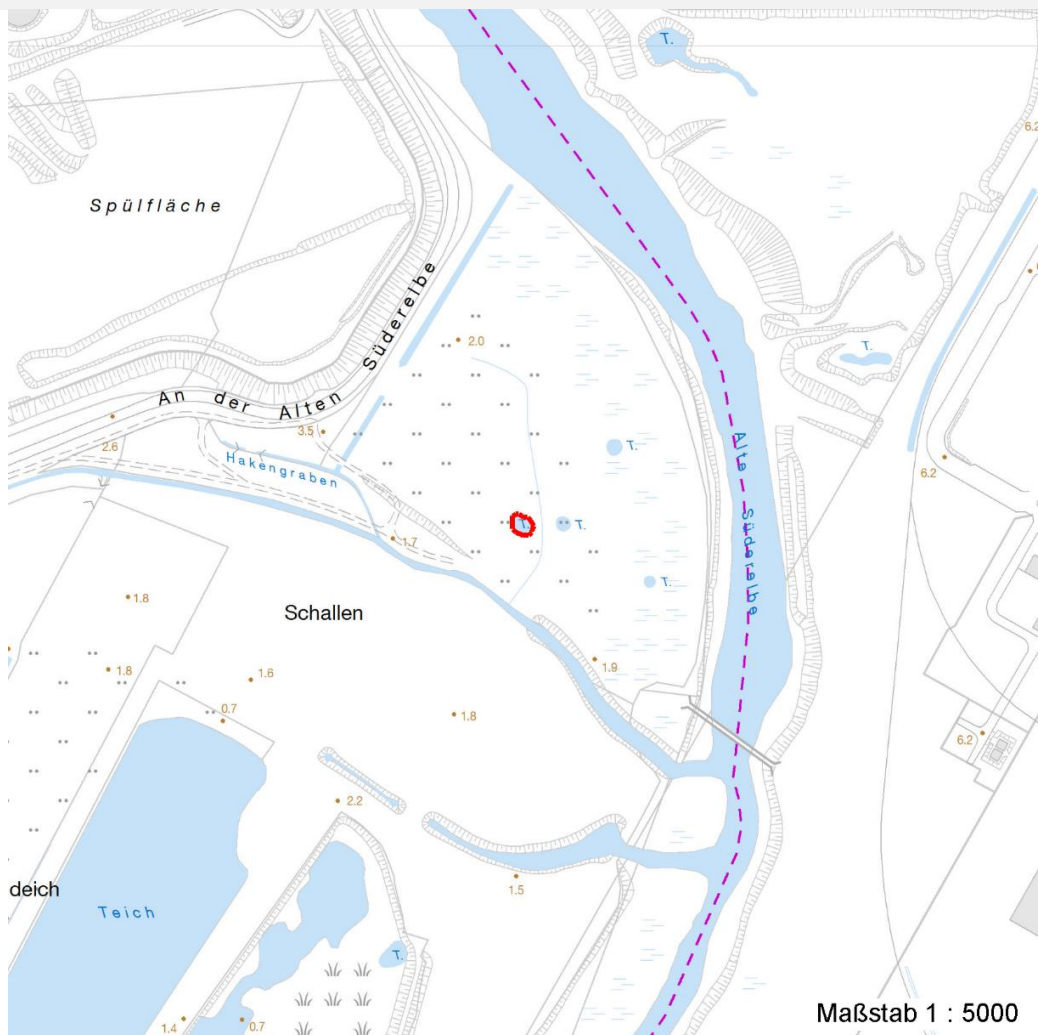 T.
6.2
Spülfläche
2.0
T.
An der Alten Süderelbe
3.5
2.6
Hakengraben
T.
6.2
6.2
Alte Süderelbe
T.
T.
1.7
T.
1.8
Schallen
1.9
1.8
1.6
0.7
1.8
6.2
2.2
1.5
deich
Teich
T.
1.4
0.7
Maßstab 1 : 5000